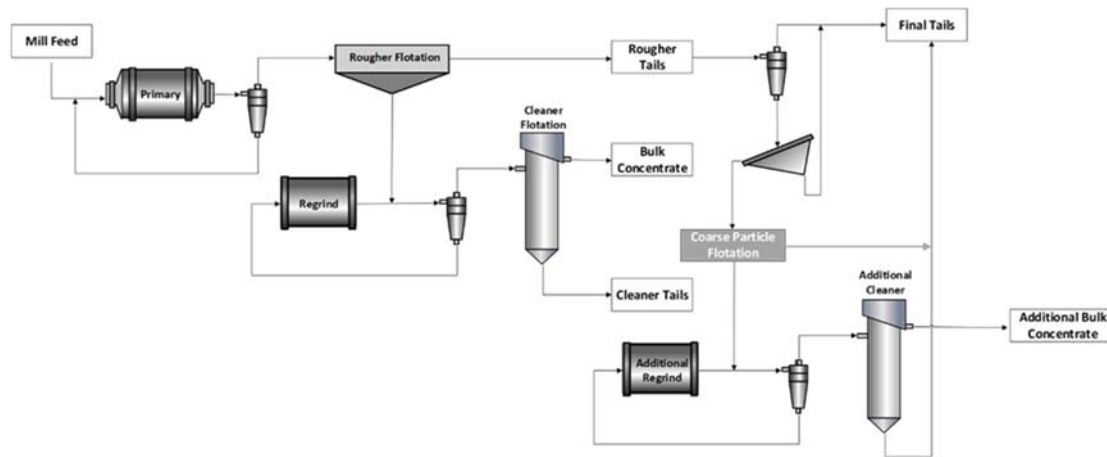 Mill Feed
Primary
Rougher Flotation
Rougher
Tails
Final Tails
Cleaner
Flotation
Bulk
Concentrate
Regrind
Cleaner Tails
Coarse Particle
Flotation
Additional
Cleaner
Additional Bulk
Concentrate
Additional
Regrind